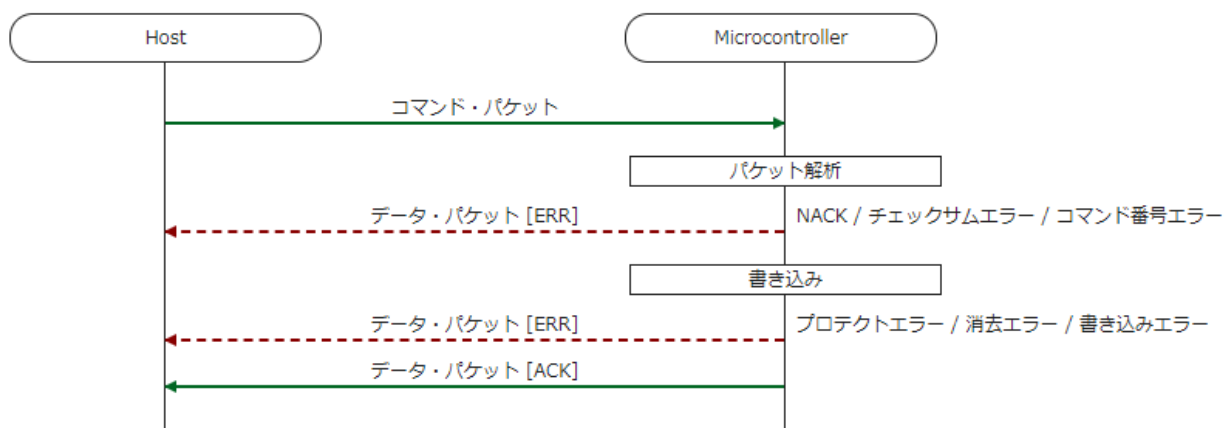 Host
Microcontroller
コマンド・パケット
パケット解析
データ・パケット [ERR]
NACK / チェックサムエラー / コマンド番号エラー
書き込み
データ・パケット [ERR]
プロテクトエラー / 消去エラー / 書き込みエラー
データ・パケット [ACK]